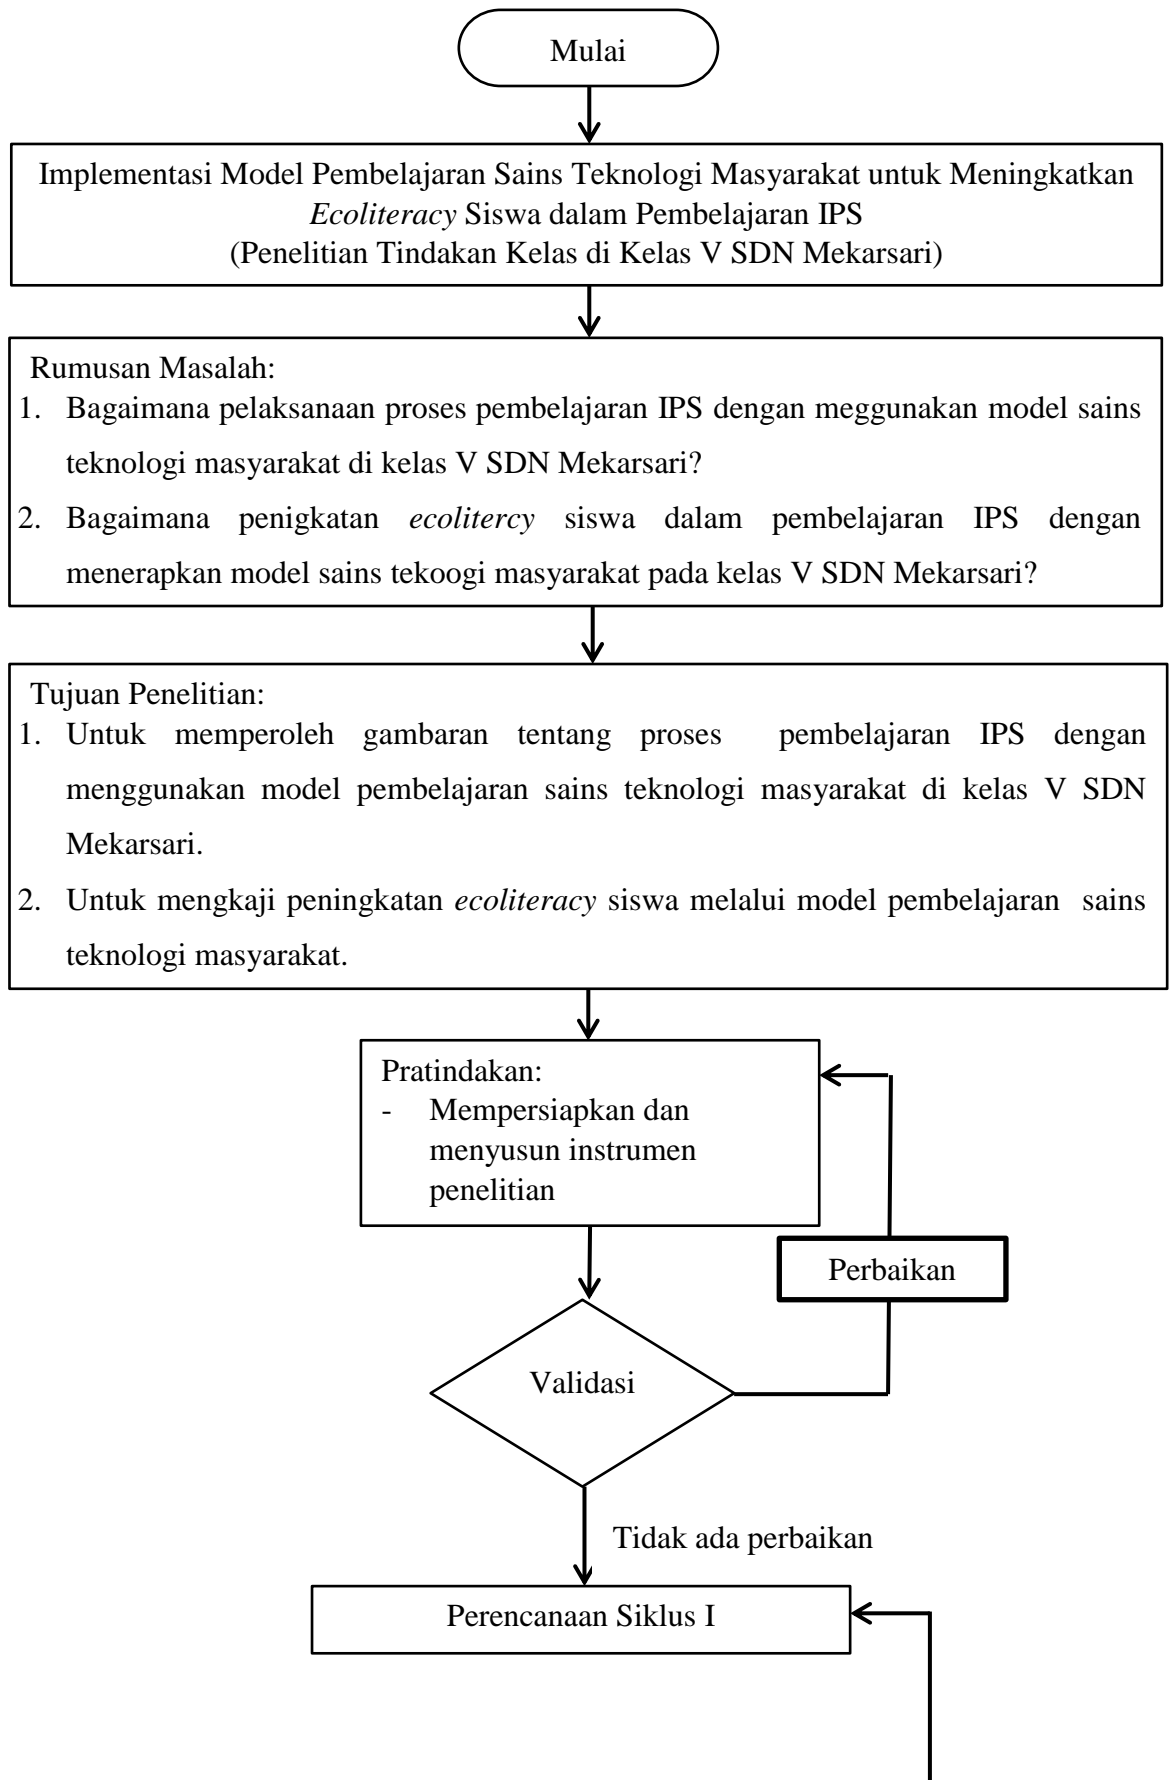 Mulai
Implementasi Model Pembelajaran Sains Teknologi Masyarakat untuk Meningkatkan
Ecoliteracy Siswa dalam Pembelajaran IPS
(Penelitian Tindakan Kelas di Kelas V SDN Mekarsari)
Rumusan Masalah:
1. Bagaimana pelaksanaan proses pembelajaran IPS dengan meggunakan model sains
teknologi masyarakat di kelas V SDN Mekarsari?
2. Bagaimana penigkatan ecolitercy siswa dalam pembelajaran IPS dengan
menerapkan model sains tekoogi masyarakat pada kelas V SDN Mekarsari?
Tujuan Penelitian:
1. Untuk memperoleh gambaran tentang proses pembelajaran IPS dengan
menggunakan model pembelajaran sains teknologi masyarakat di kelas V SDN
Mekarsari.
2. Untuk mengkaji peningkatan ecoliteracy siswa melalui model pembelajaran sains
teknologi masyarakat.
Pratindakan:
- Mempersiapkan dan
menyusun instrumen
penelitian
Perbaikan
Validasi
Tidak ada perbaikan
Perencanaan Siklus I